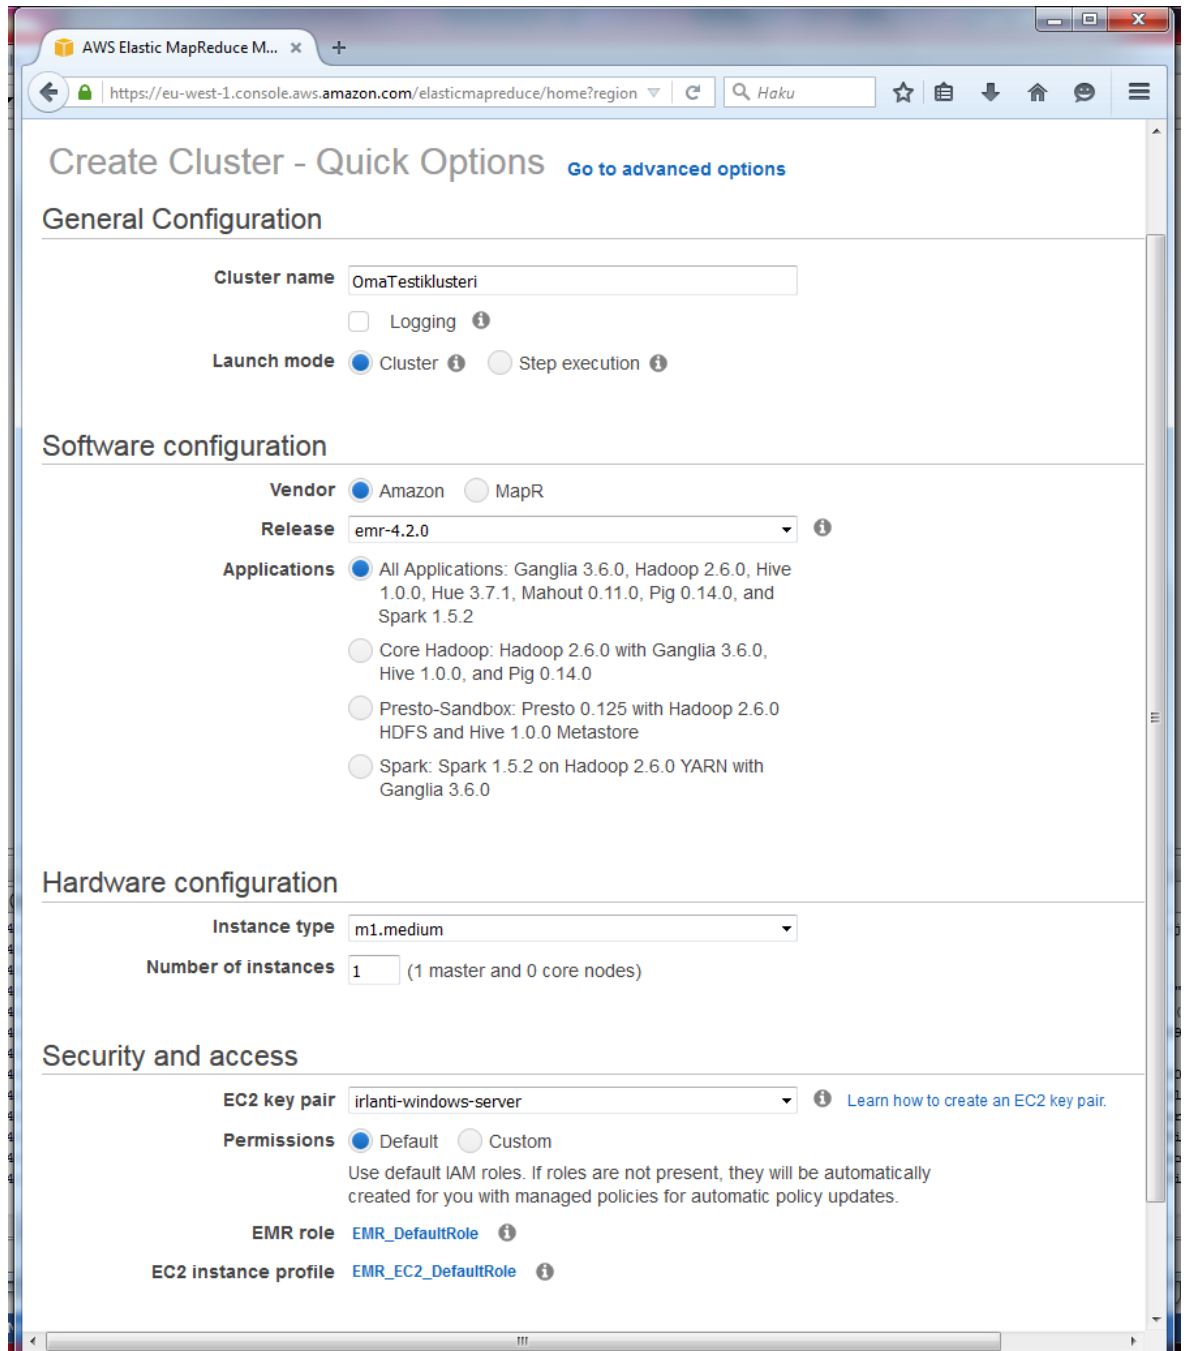 AWS Elastic MapReduce M...
https://eu-west-1.console.aws.amazon.com/elasticmapreduce/home?region
Haku
Create Cluster - Quick Options Go to advanced options
General Configuration
Cluster name OmaTestiklusteri
Logging
Launch mode Cluster Step execution
Software configuration
Vendor Amazon MapR
Release emr-4.2.0
Applications All Applications: Ganglia 3.6.0, Hadoop 2.6.0, Hive
1.0.0, Hue 3.7.1, Mahout 0.11.0, Pig 0.14.0, and
Spark 1.5.2
Core Hadoop: Hadoop 2.6.0 with Ganglia 3.6.0,
Hive 1.0.0, and Pig 0.14.0
Presto-Sandbox: Presto 0.125 with Hadoop 2.6.0
HDFS and Hive 1.0.0 Metastore
Spark: Spark 1.5.2 on Hadoop 2.6.0 YARN with
Ganglia 3.6.0
Hardware configuration
Instance type m1.medium
Number of instances 1 (1 master and 0 core nodes)
Security and access
EC2 key pair irlanti-windows-server Learn how to create an EC2 key pair.
Permissions Default Custom
Use default IAM roles. If roles are not present, they will be automatically
created for you with managed policies for automatic policy updates.
EMR role EMR_DefaultRole
EC2 instance profile EMR_EC2_DefaultRole